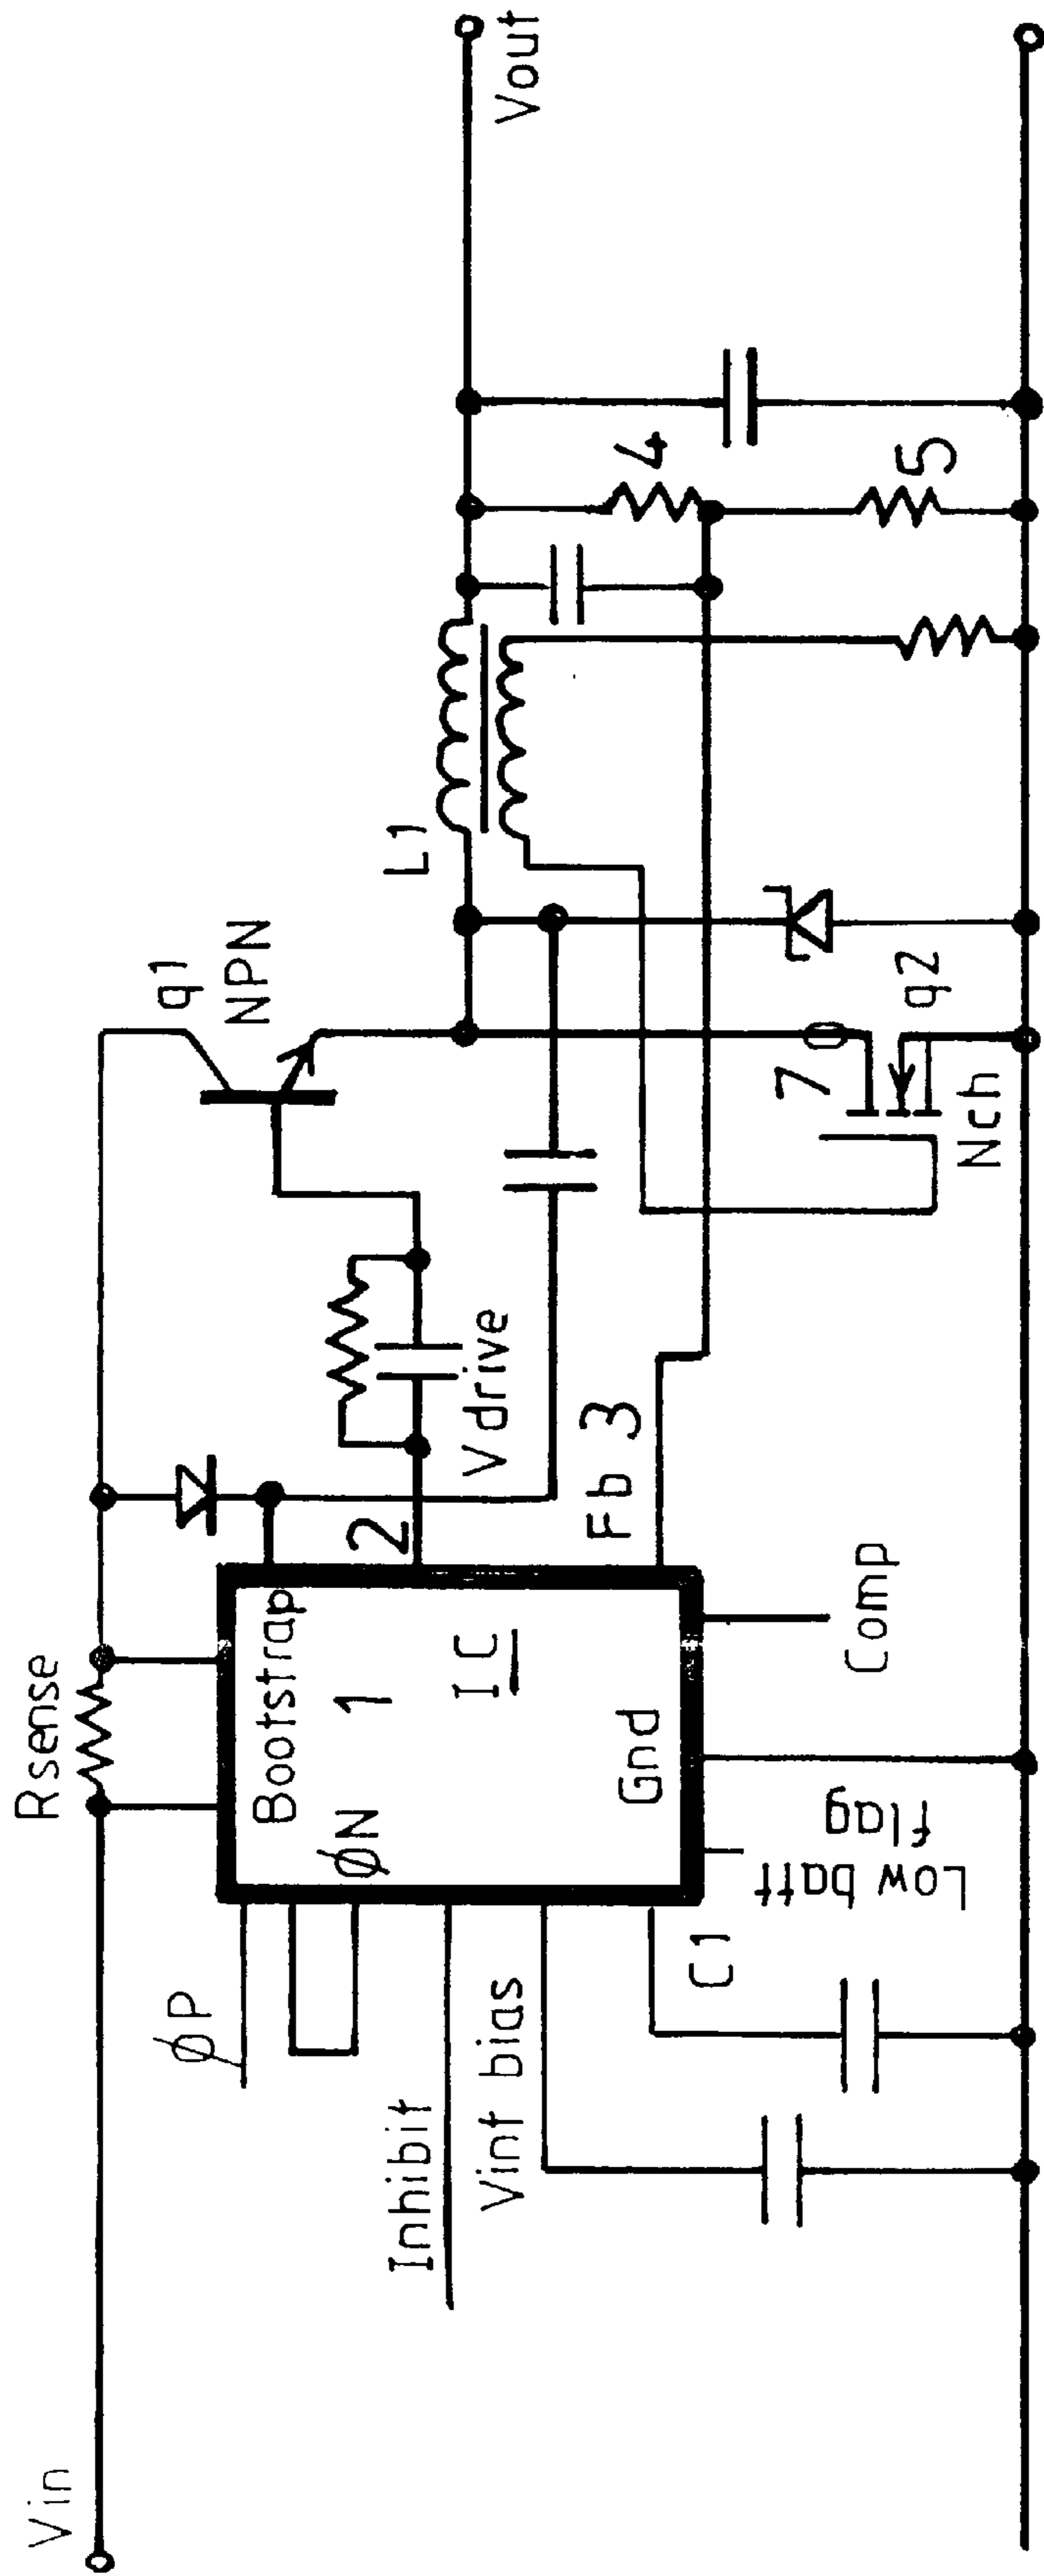 Vin
Rsense
q1
NPN
L1
Vout
ØP
Bootstrap
1
ØN
IC
Gnd
2
Vdrive
Fb 3
Inhibit
Vint bias
C1
Low batt
flag
Comp
7
Nch
q2
4
5